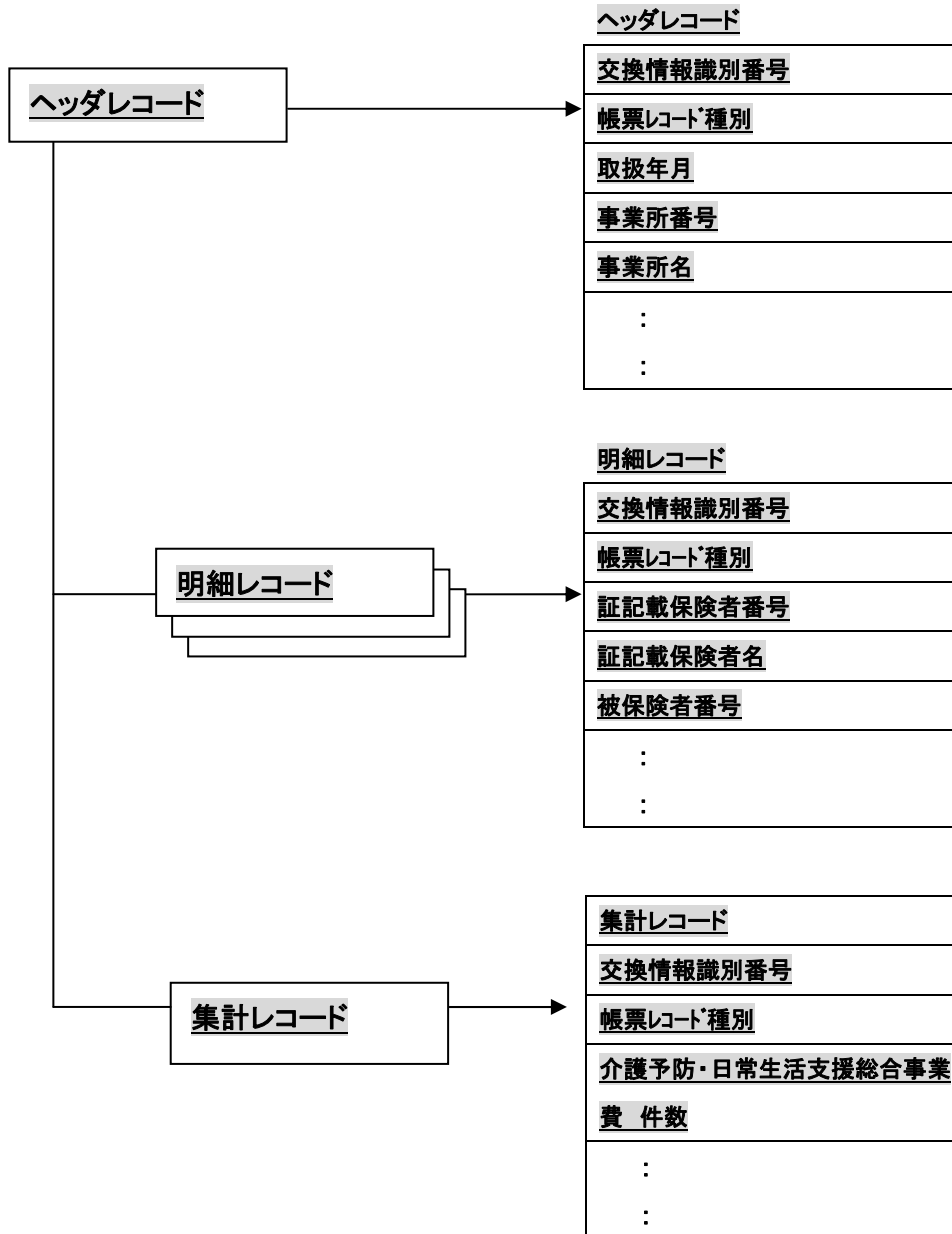 ヘッダレコード
ヘッダレコード
交換情報識別番号
帳票ﾚｺｰﾄﾞ種別
取扱年月
事業所番号
事業所名
:
:
明細レコード
明細レコード
交換情報識別番号
帳票ﾚｺｰﾄﾞ種別
証記載保険者番号
証記載保険者名
被保険者番号
:
:
集計レコード
集計レコード
交換情報識別番号
帳票ﾚｺｰﾄﾞ種別
介護予防・日常生活支援総合事業
費 件数
:
: